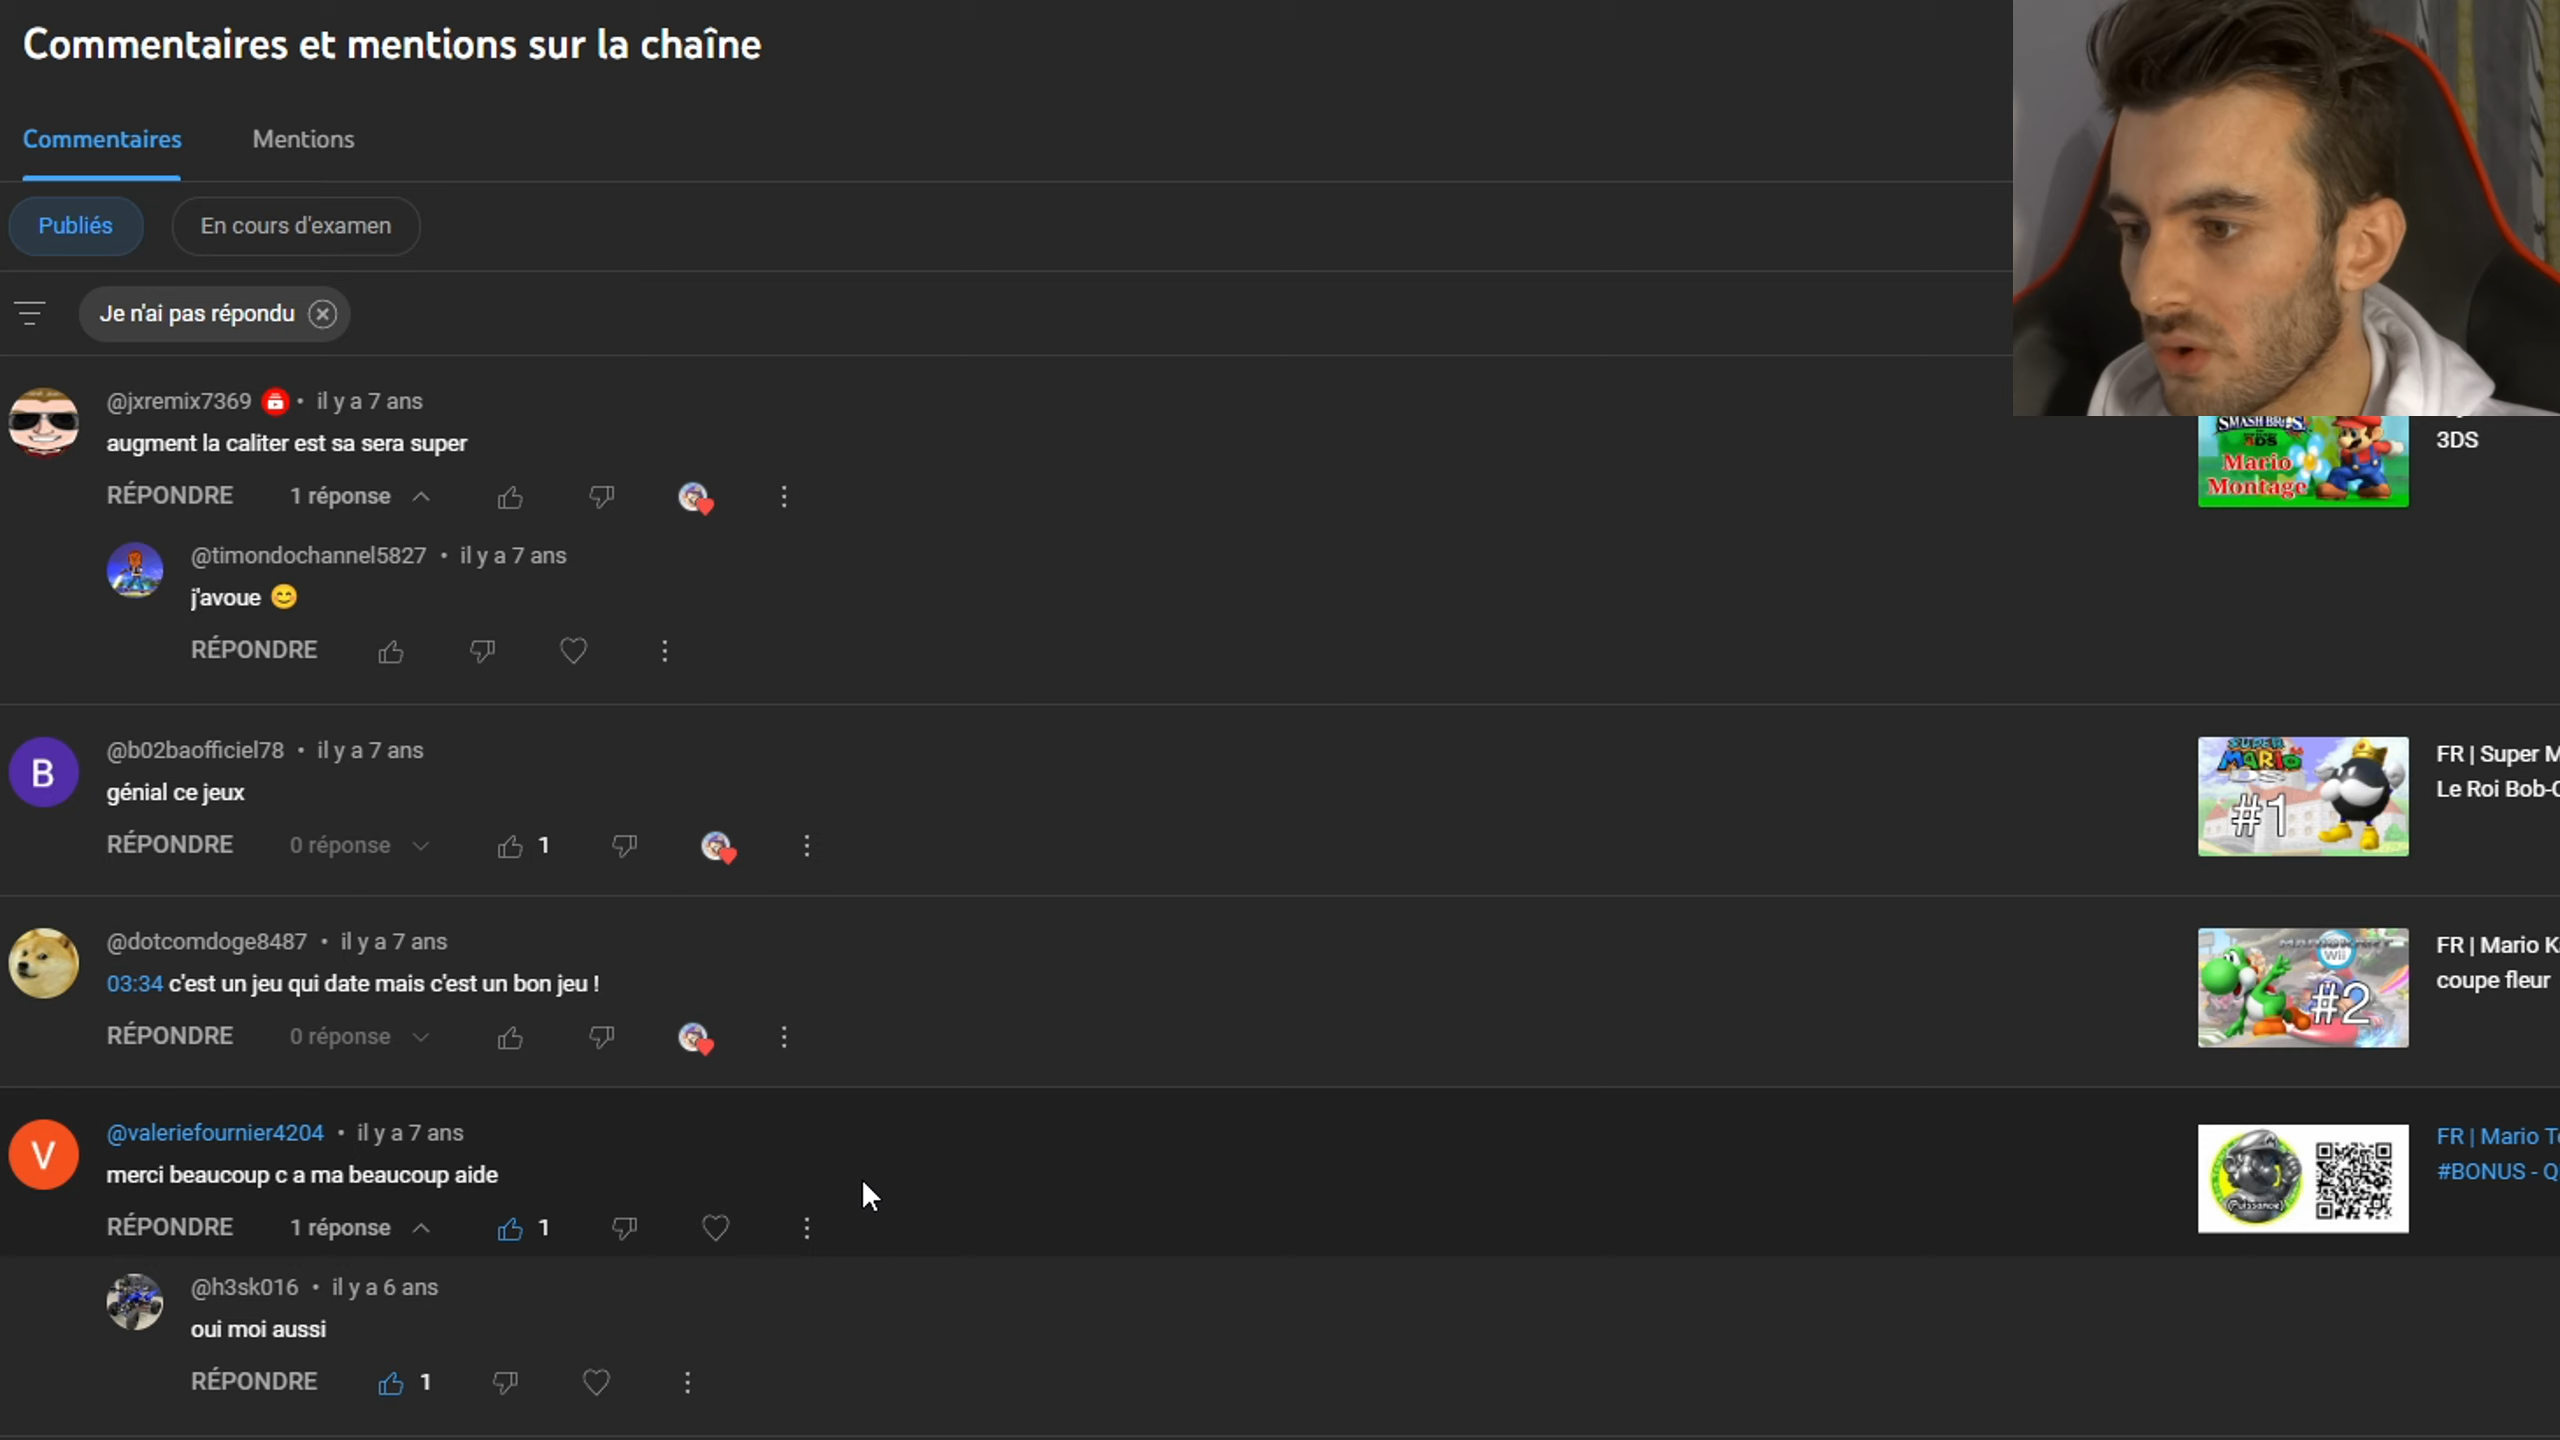 Commentaires et mentions sur la chaîne
Commentaires
Mentions
Publiés
En cours d'examen
Je n'ai pas répondu
@jxremix7369 • il y a 7 ans
augment la caliter est sa sera super
RÉPONDRE 1 réponse
SMASH BROS.
3DS
Mario
Montage
3DS
@timondochannel5827 • il y a 7 ans
j'avoue 😊
RÉPONDRE
B
@b02baofficiel78 • il y a 7 ans
génial ce jeux
RÉPONDRE 0 réponse 1
SUPER
MARIO
DS
#1
FR | Super M
Le Roi Bob-O
@dotcomdoge8487 • il y a 7 ans
03:34 c'est un jeu qui date mais c'est un bon jeu !
RÉPONDRE 0 réponse
Wii
#2
FR | Mario K
coupe fleur
V
@valeriefournier4204 • il y a 7 ans
merci beaucoup c a ma beaucoup aide
RÉPONDRE 1 réponse 1
(Puissance)
FR | Mario Te
#BONUS - Q
@h3sk016 • il y a 6 ans
oui moi aussi
RÉPONDRE 1